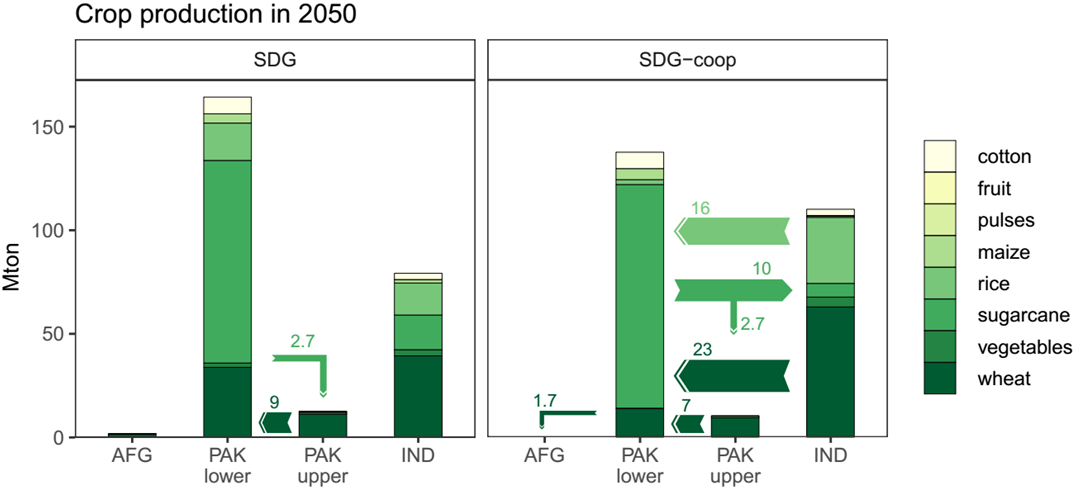 Crop production in 2050
SDG
SDG−coop
Mton
150
100
50
0
2.7
9
16
10
2.7
23
1.7
7
AFG
PAK
lower
PAK
upper
IND
AFG
PAK
lower
PAK
upper
IND
cotton
fruit
pulses
maize
rice
sugarcane
vegetables
wheat